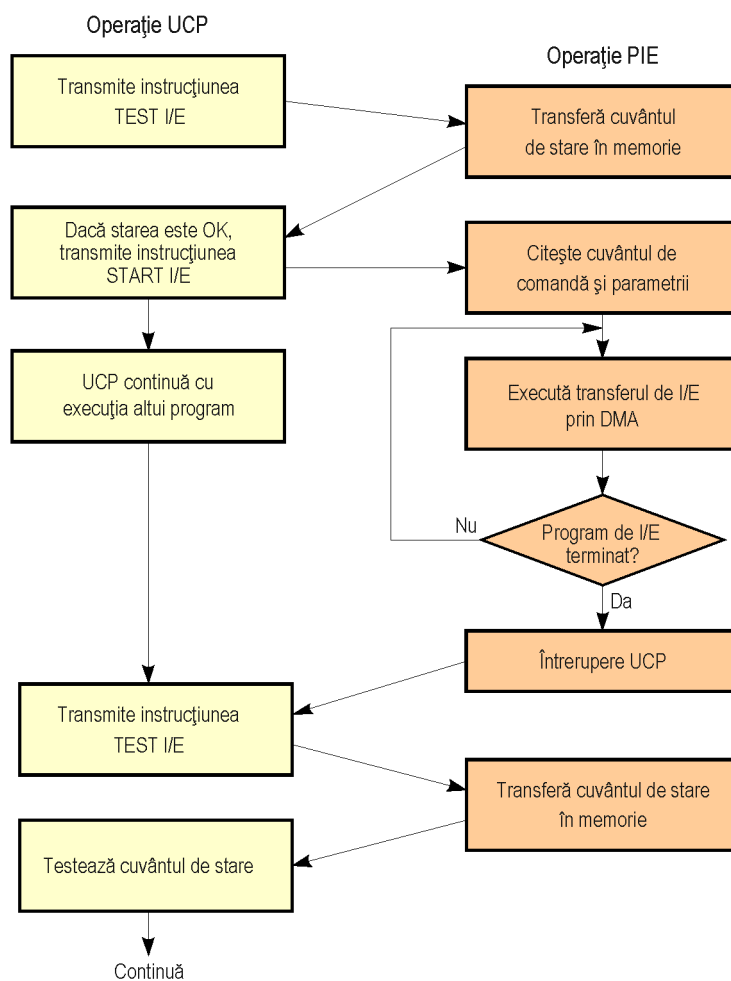 Operaţie UCP
Operaţie PIE
Transmite instrucţiunea
TEST I/E
Transferă cuvântul
de stare în memorie
Dacă starea este OK,
transmite instrucţiunea
START I/E
Citeşte cuvântul de
comandă şi parametrii
UCP continuă cu
execuţia altui program
Execută transferul de I/E
prin DMA
Nu
Program de I/E
terminat?
Da
Întrerupere UCP
Transmite instrucţiunea
TEST I/E
Transferă cuvântul de stare
în memorie
Testează cuvântul de stare
Continuă